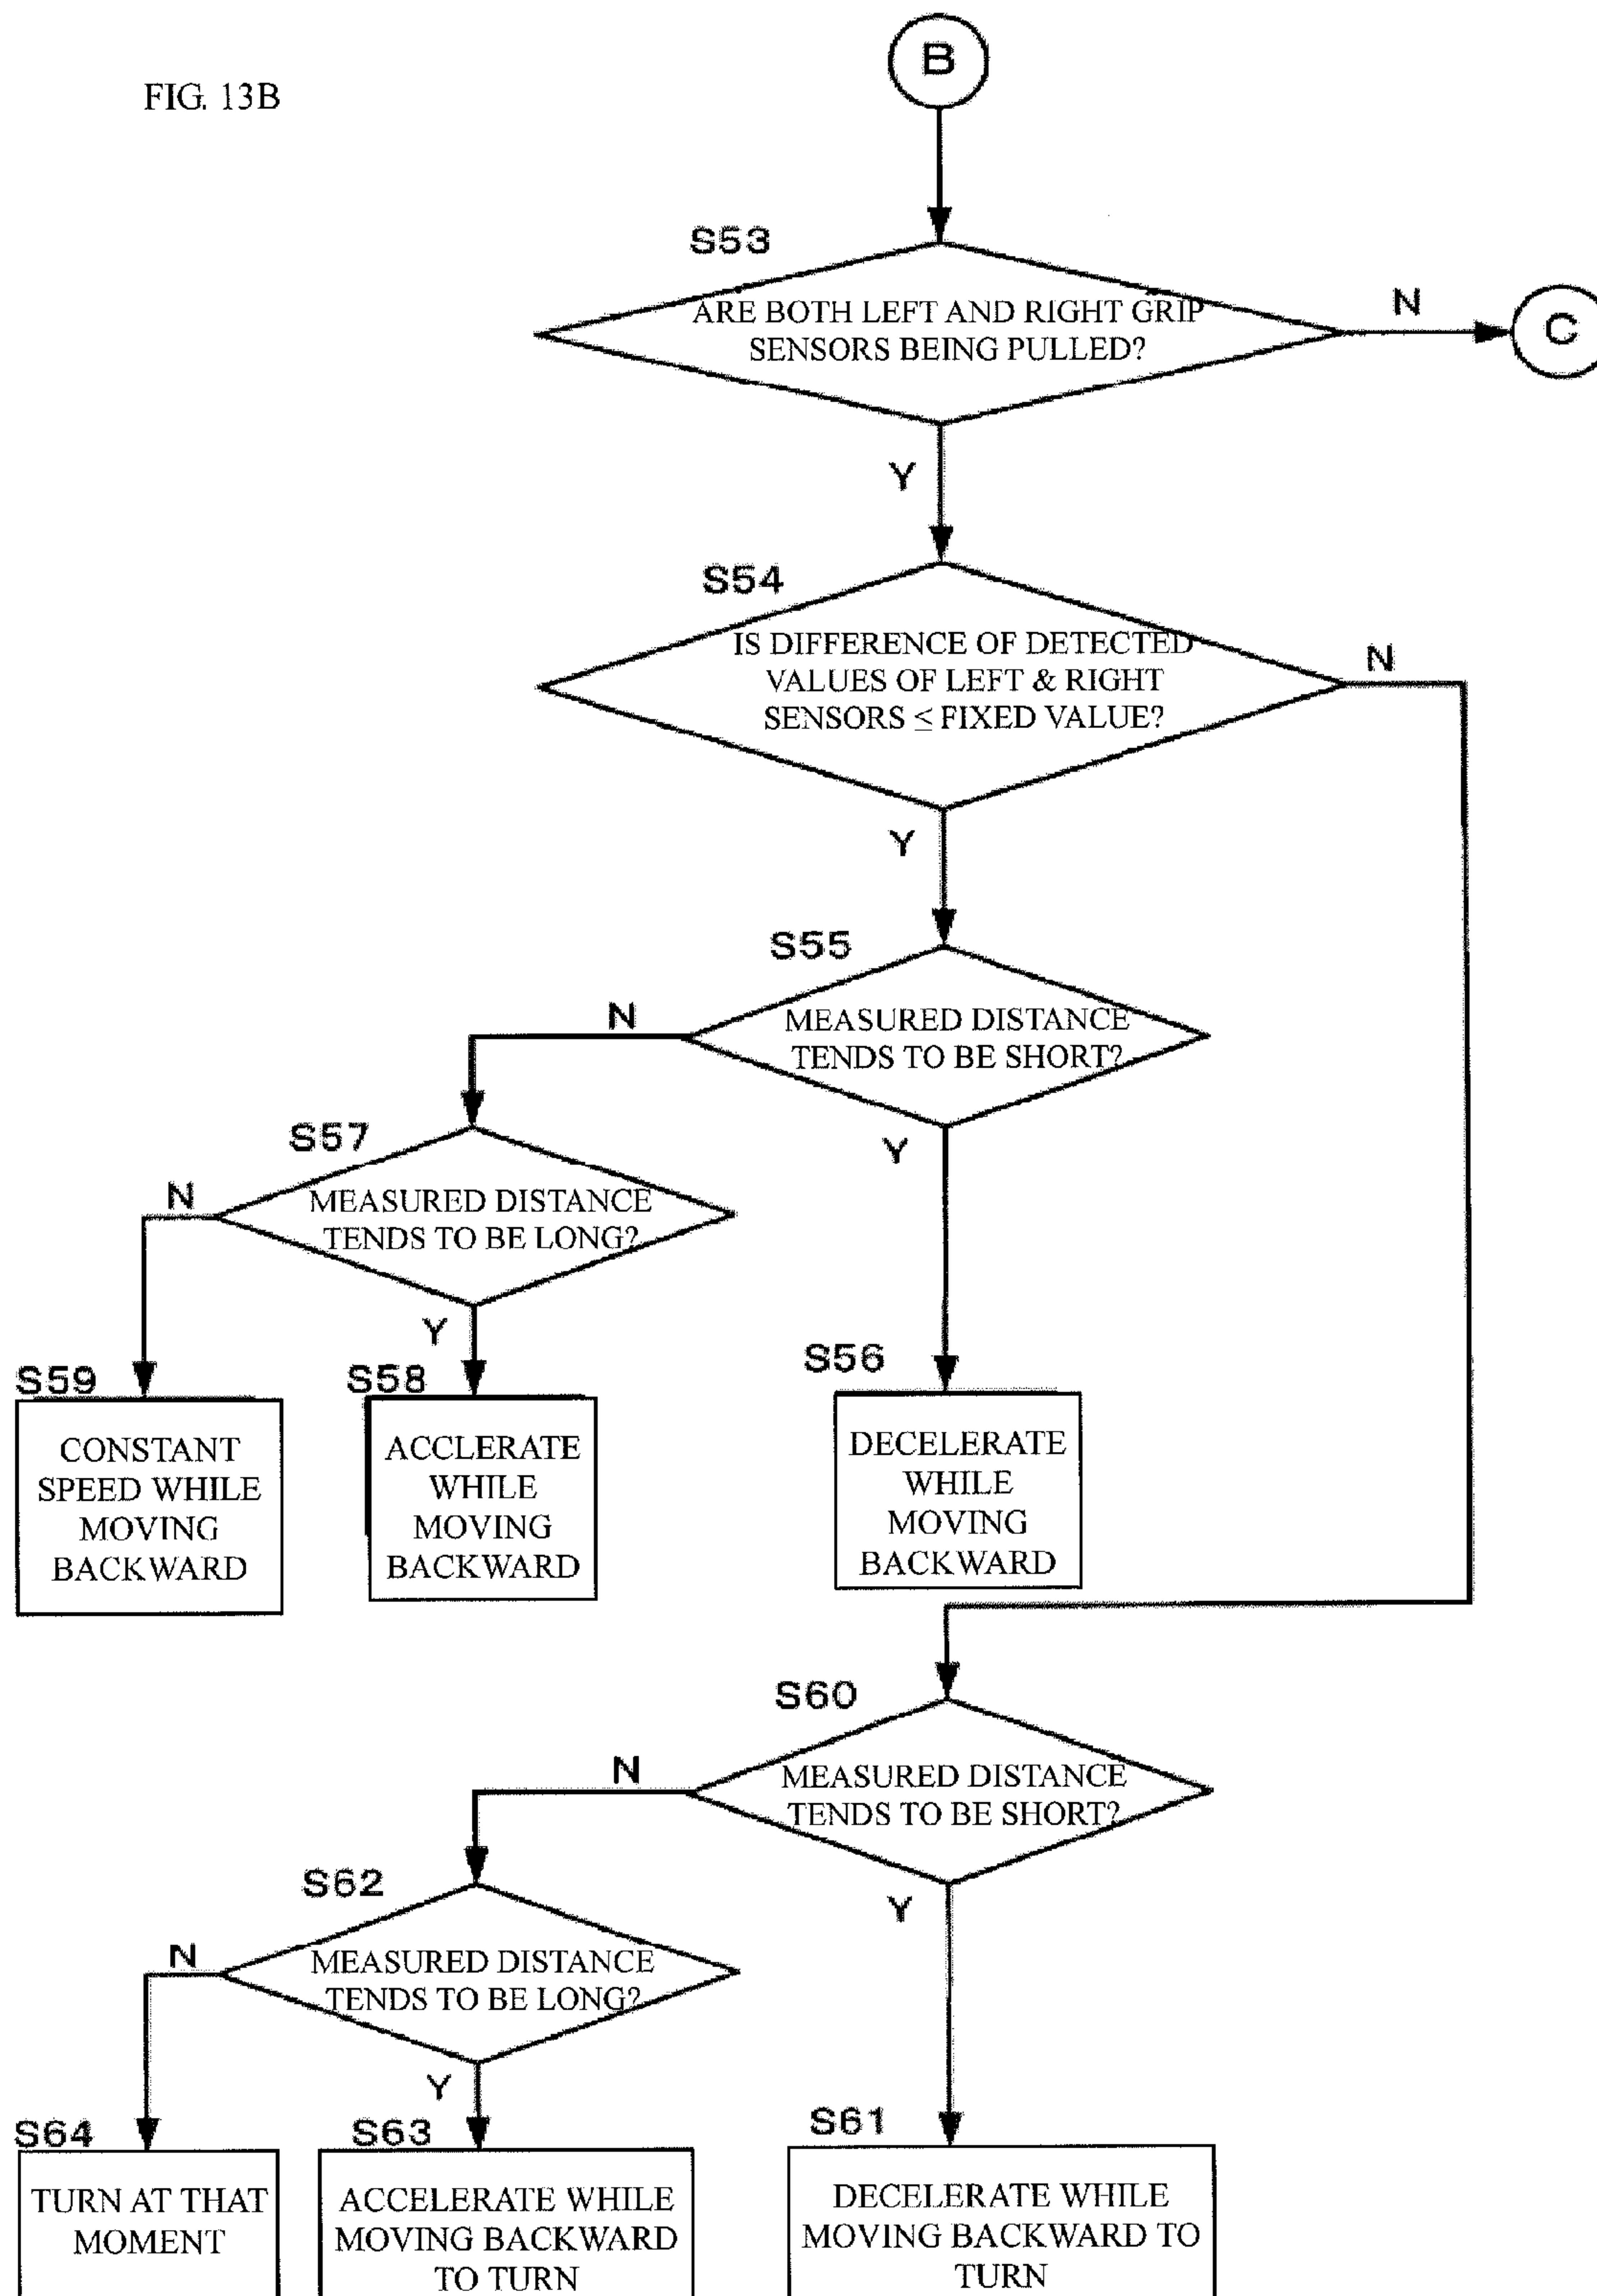 B
FIG. 13B
S53
ARE BOTH LEFT AND RIGHT GRIP
SENSORS BEING PULLED?
N
C
Y
S54
IS DIFFERENCE OF DETECTED
VALUES OF LEFT & RIGHT
SENSORS ≤ FIXED VALUE?
N
Y
S55
MEASURED DISTANCE
TENDS TO BE SHORT?
N
Y
S57
MEASURED DISTANCE
TENDS TO BE LONG?
N
Y
S59
CONSTANT
SPEED WHILE
MOVING
BACKWARD
S58
ACCLERATE
WHILE
MOVING
BACKWARD
S56
DECELERATE
WHILE
MOVING
BACKWARD
S60
MEASURED DISTANCE
TENDS TO BE SHORT?
N
Y
S62
MEASURED DISTANCE
TENDS TO BE LONG?
N
Y
S64
TURN AT THAT
MOMENT
S63
ACCELERATE WHILE
MOVING BACKWARD
TO TURN
S61
DECELERATE WHILE
MOVING BACKWARD TO
TURN